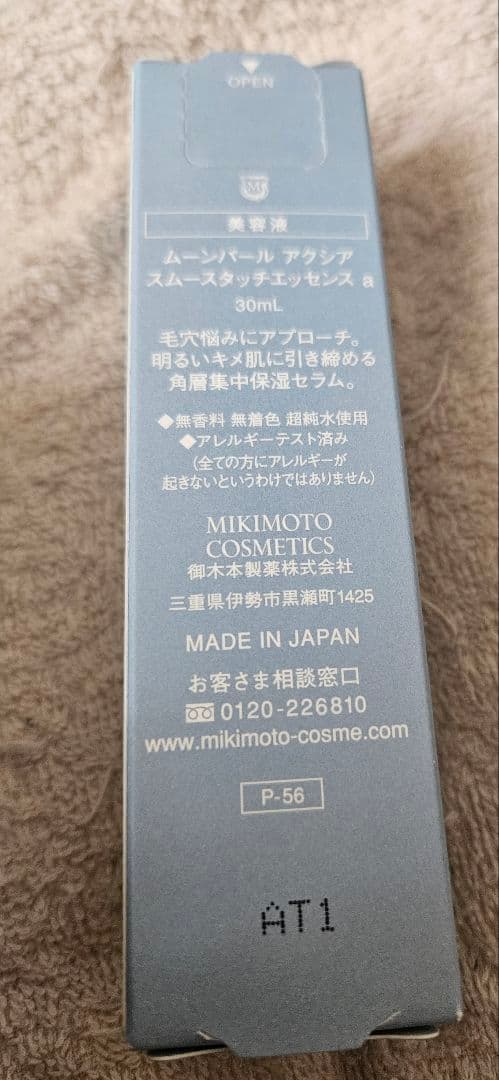 OPEN
M
美容液
ムーンパール アクシア
スムースタッチエッセンス a
30mL
毛穴悩みにアプローチ。
明るいキメ肌に引き締める
角層集中保湿セラム。
◆無香料 無着色 超純水使用
◆アレルギーテスト済み
(全ての方にアレルギーが
起きないというわけではありません)
MIKIMOTO
COSMETICS
御木本製薬株式会社
三重県伊勢市黒瀬町1425
MADE IN JAPAN
お客さま相談窓口
0120-226810
www.mikimoto-cosme.com
P-56
AT1